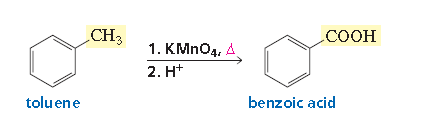 CH₃
1. KMnO₄, Δ
2. H⁺
COOH
toluene
benzoic acid